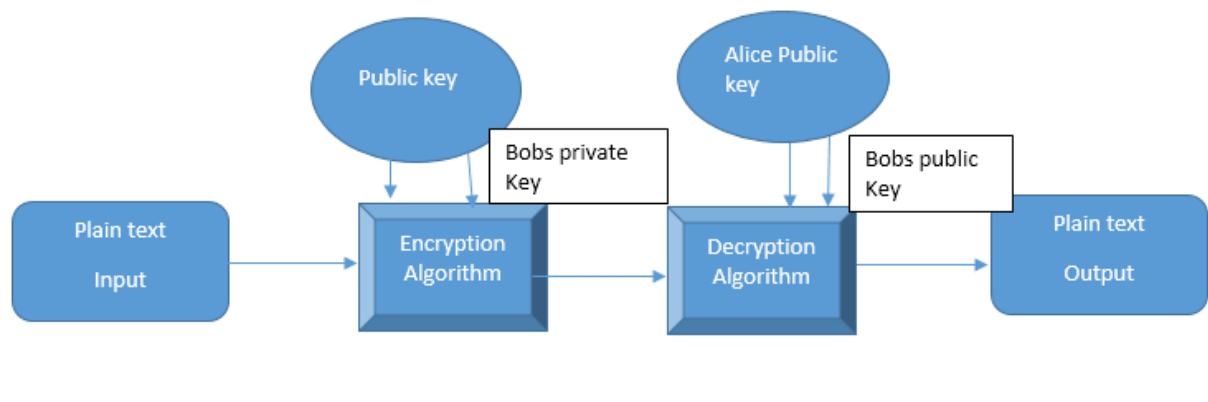 Public key
Alice Public
key
Bobs private
Key
Bobs public
Key
Plain text
Input
Encryption
Algorithm
Decryption
Algorithm
Plain text
Output